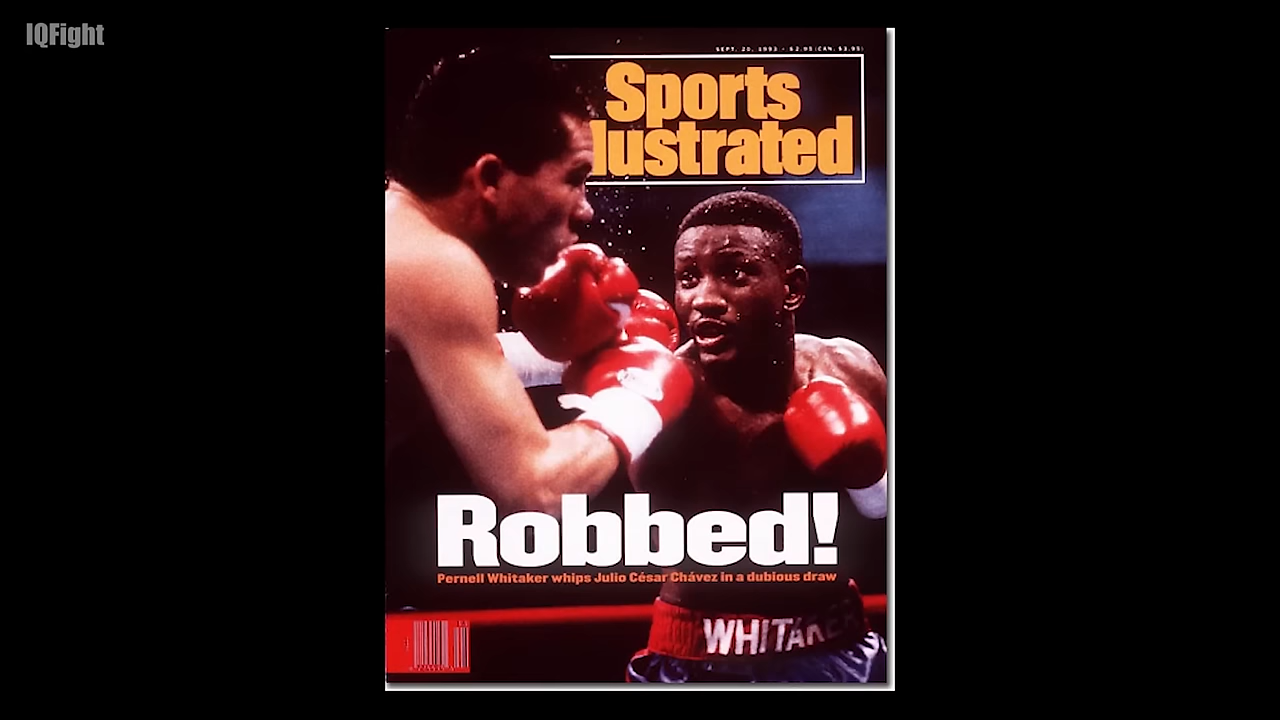 IQFight
SEPT. 20, 1993 • $2.95 (CAN. $3.95)
Sports
lustrated
Robbed!
Pernell Whitaker whips Julio César Chávez in a dubious draw
WHITAKER